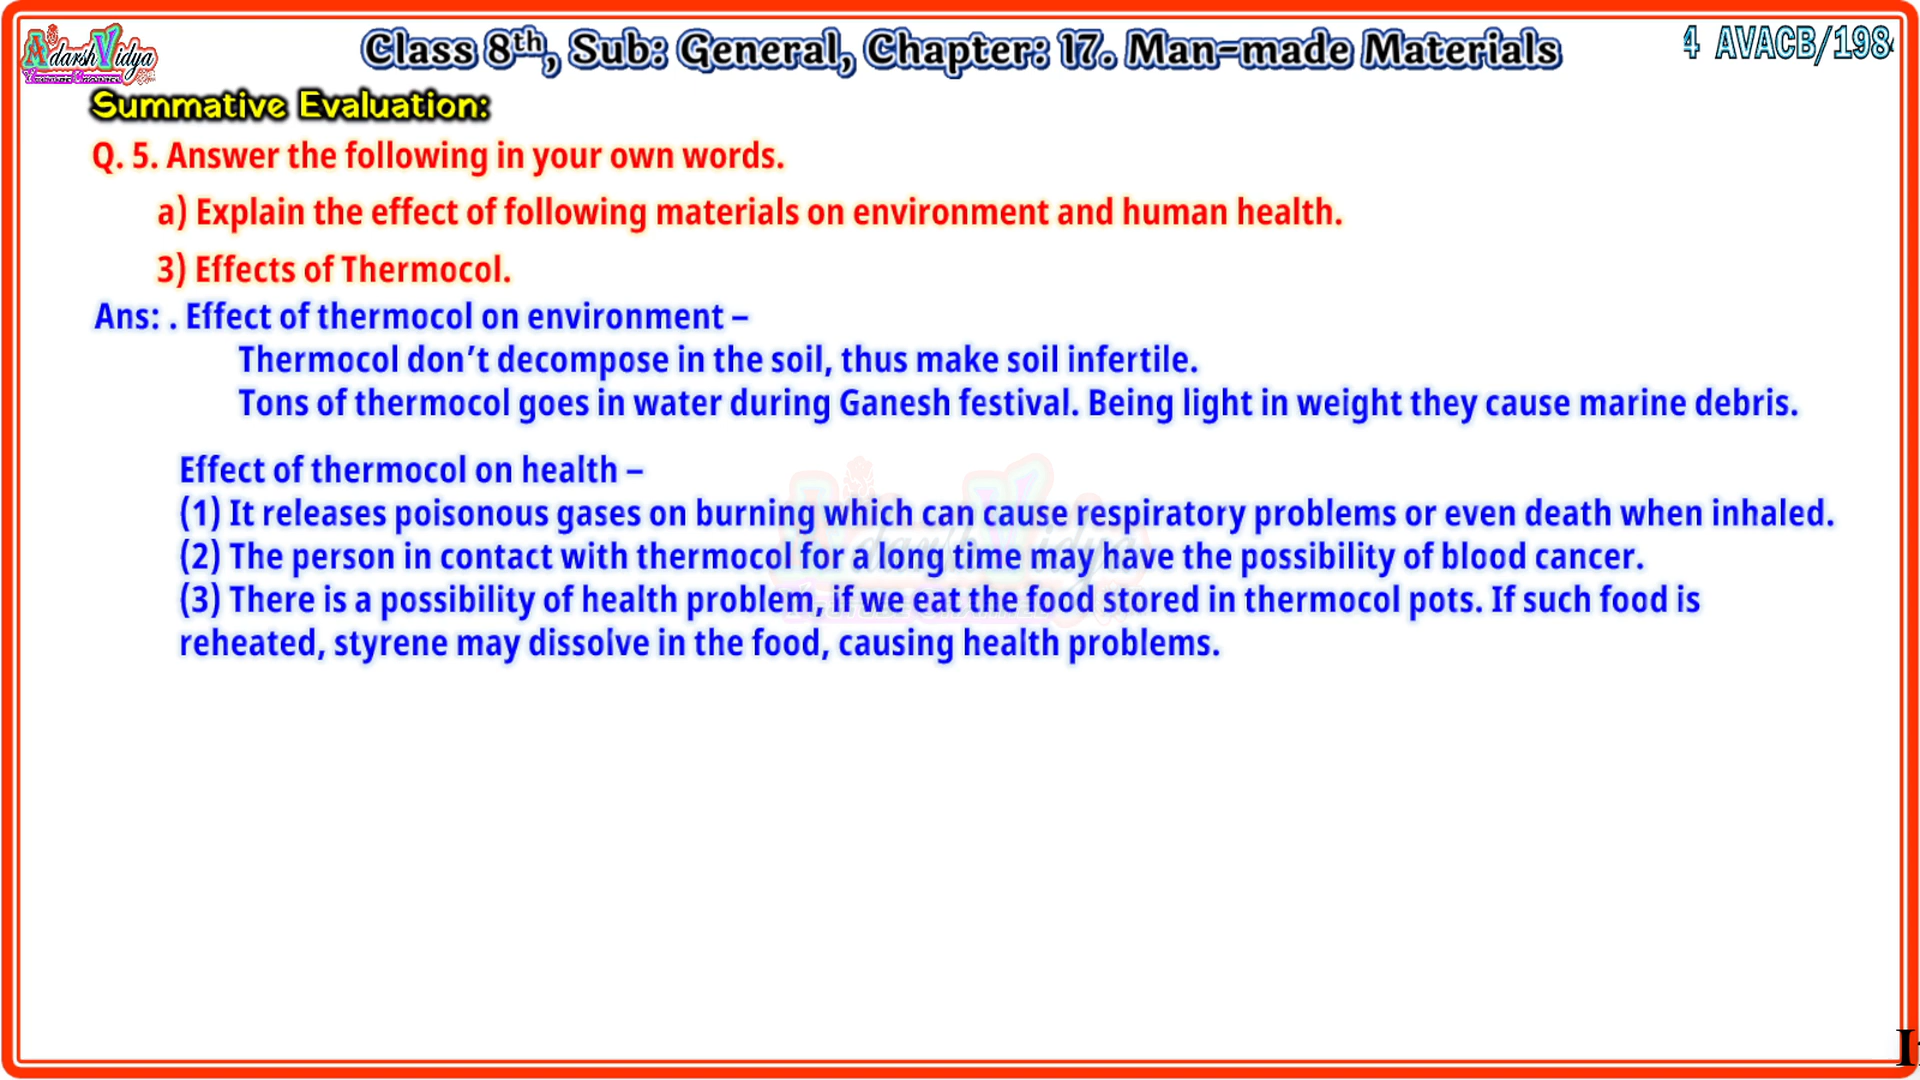 Adarsh Vidya
Class 8th, Sub: General, Chapter: 17. Man-made Materials
4 AVACB/198
Summative Evaluation:
Q. 5. Answer the following in your own words.
a) Explain the effect of following materials on environment and human health.
3) Effects of Thermocol.
Ans: . Effect of thermocol on environment –
Thermocol don’t decompose in the soil, thus make soil infertile.
Tons of thermocol goes in water during Ganesh festival. Being light in weight they cause marine debris.
Effect of thermocol on health –
(1) It releases poisonous gases on burning which can cause respiratory problems or even death when inhaled.
(2) The person in contact with thermocol for a long time may have the possibility of blood cancer.
(3) There is a possibility of health problem, if we eat the food stored in thermocol pots. If such food is
reheated, styrene may dissolve in the food, causing health problems.